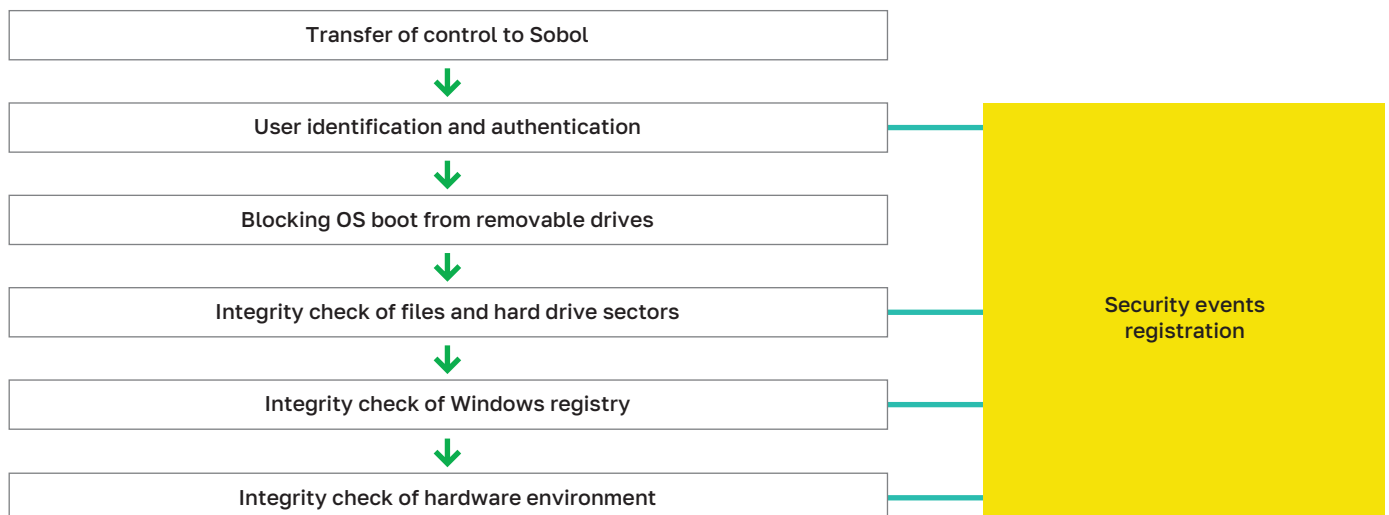 Transfer of control to Sobol
User identification and authentication
Blocking OS boot from removable drives
Integrity check of files and hard drive sectors
Security events
registration
Integrity check of Windows registry
Integrity check of hardware environment